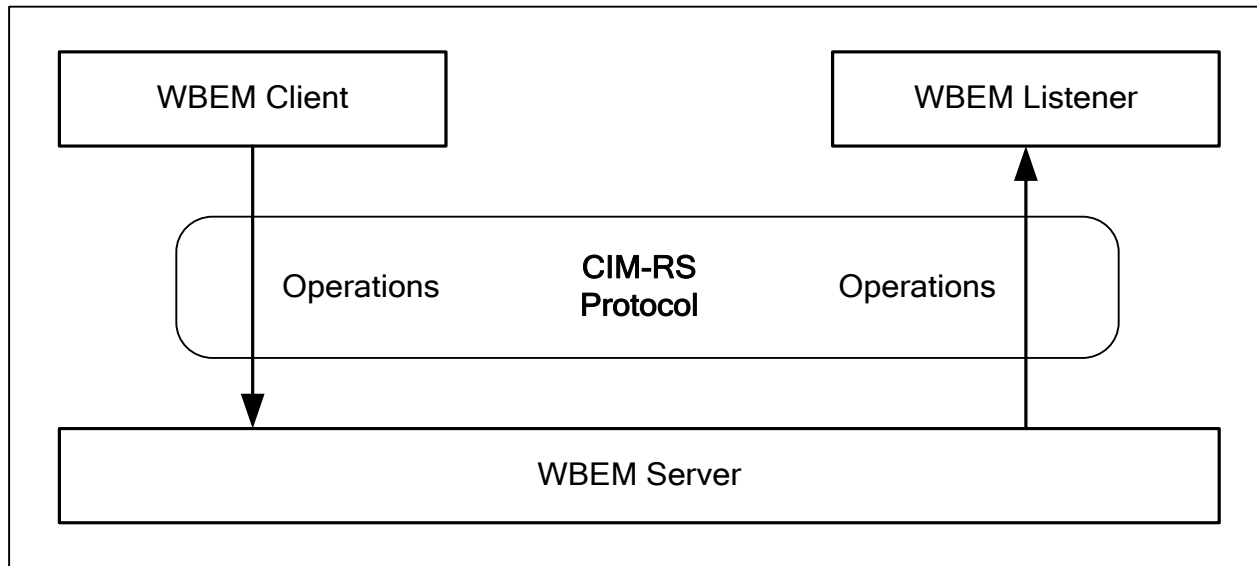 WBEM Client
WBEM Listener
Operations
CIM-RS
Protocol
Operations
WBEM Server